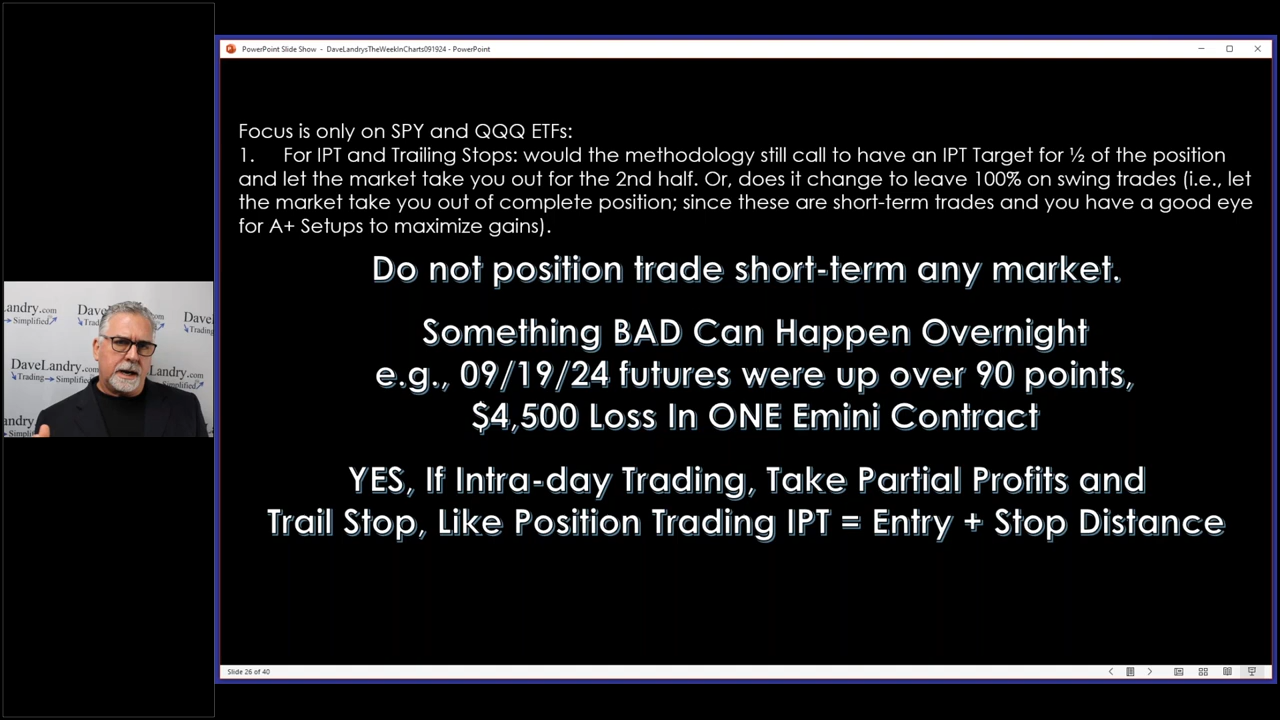 PowerPoint Slide Show - DaveLandrysTheWeekInCharts091924 - PowerPoint
Focus is only on SPY and QQQ ETFs:
1. For IPT and Trailing Stops: would the methodology still call to have an IPT Target for ½ of the position
and let the market take you out for the 2nd half. Or, does it change to leave 100% on swing trades (i.e., let
the market take you out of complete position; since these are short-term trades and you have a good eye
for A+ Setups to maximize gains).
Do not position trade short-term any market.
Something BAD Can Happen Overnight
e.g., 09/19/24 futures were up over 90 points,
$4,500 Loss In ONE Emini Contract
YES, If Intra-day Trading, Take Partial Profits and
Trail Stop, Like Position Trading IPT = Entry + Stop Distance
Landry.com
Simplified
DaveLandry.com
Trading Simplified
Slide 26 of 40